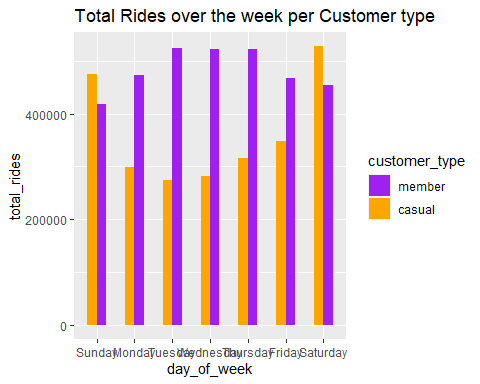 Total Rides over the week per Customer type
total_rides
400000
200000
0
Sunday Monday Tuesday Wednesday Thursday Friday Saturday
day_of_week
customer_type
member
casual